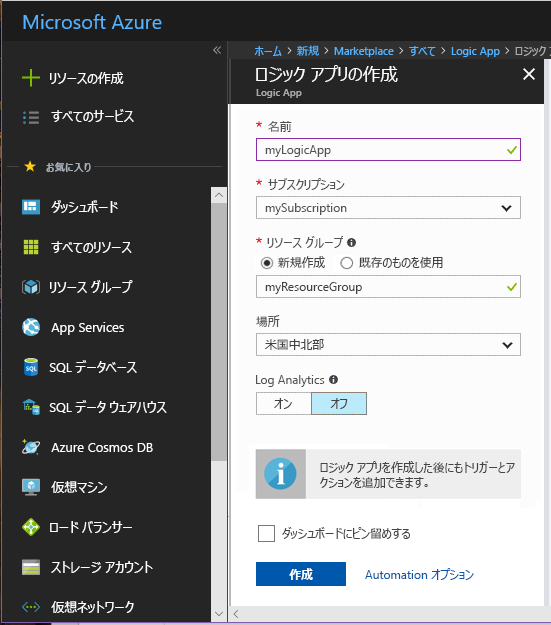 Microsoft Azure
リソースの作成
すべてのサービス
お気に入り
ダッシュボード
すべてのリソース
リソース グループ
App Services
SQL データベース
SQL データ ウェアハウス
Azure Cosmos DB
仮想マシン
ロード バランサー
ストレージ アカウント
仮想ネットワーク
ホーム > 新規 > Marketplace > すべて > Logic App > ロジック
ロジック アプリの作成
Logic App
* 名前
myLogicApp
* サブスクリプション
mySubscription
* リソース グループ
新規作成 既存のものを使用
myResourceGroup
場所
米国中北部
Log Analytics
オン オフ
ロジック アプリを作成した後にもトリガーとア
クションを追加できます。
ダッシュボードにピン留めする
作成 Automation オプション